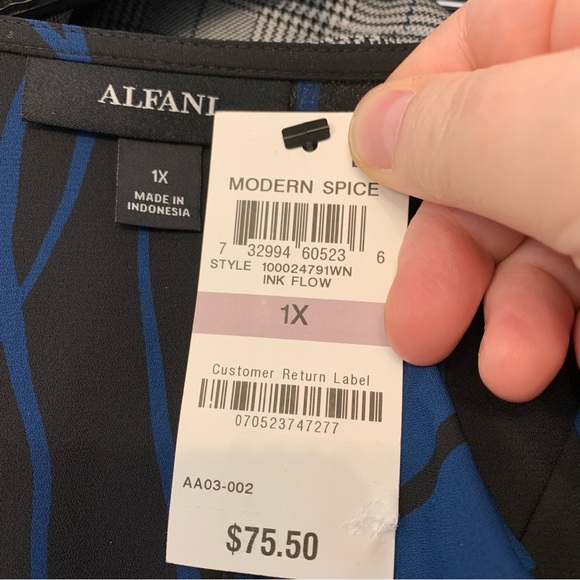 ALFANI
1X
MADE IN
INDONESIA
MODERN SPICE
7 32994 60523 6
STYLE 100024791WN
INK FLOW
1X
Customer Return Label
070523747277
AA03-002
$75.50